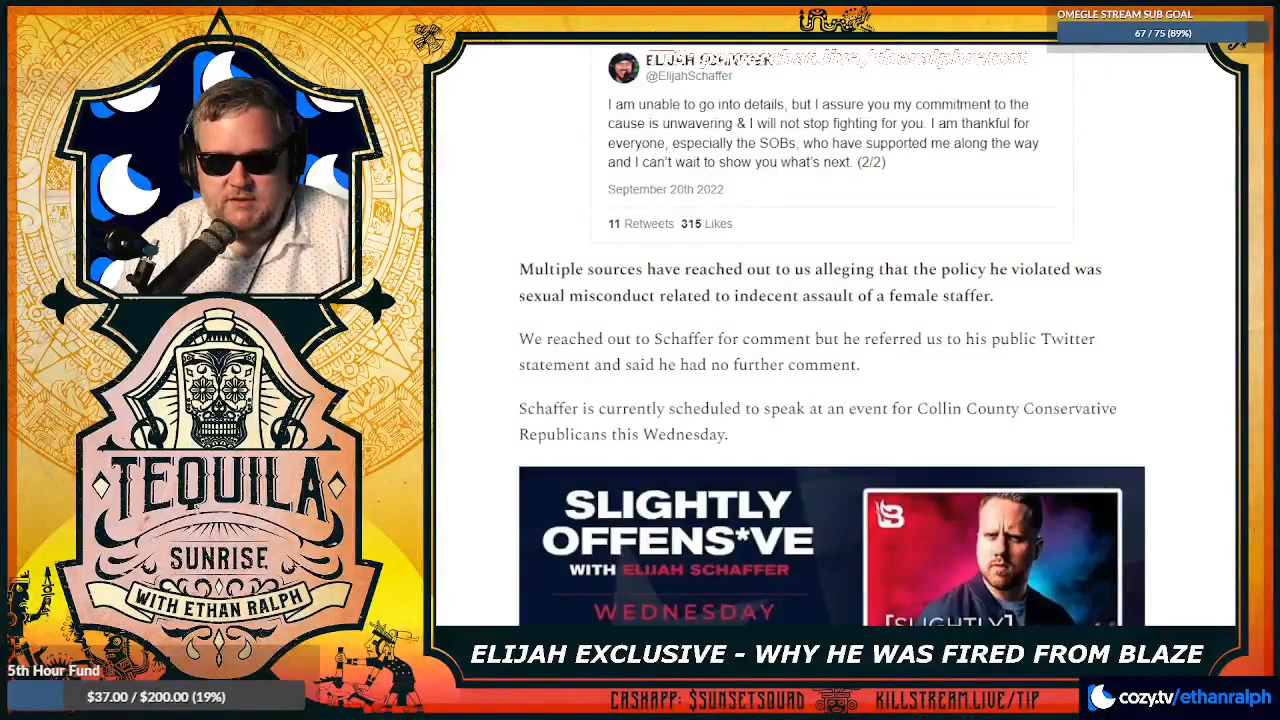 OMEGLE STREAM SUB GOAL
67 / 75 (89%)
@ElijahSchaffer
I am unable to go into details, but I assure you my commitment to the
cause is unwavering & I will not stop fighting for you. I am thankful for
everyone, especially the SOBs, who have supported me along the way
and I can't wait to show you what's next. (2/2)
September 20th 2022
11 Retweets 315 Likes
Multiple sources have reached out to us alleging that the policy he violated was
sexual misconduct related to indecent assault of a female staffer.
We reached out to Schaffer for comment but he referred us to his public Twitter
statement and said he had no further comment.
Schaffer is currently scheduled to speak at an event for Collin County Conservative
Republicans this Wednesday.
SLIGHTLY
OFFENS*VE
WITH ELIJAH SCHAFFER
WEDNESDAY
B
[SLIGHTLY]
TEQUILA
SUNRISE
WITH ETHAN RALPH
5th Hour Fund
$37.00 / $200.00 (19%)
ELIJAH EXCLUSIVE - WHY HE WAS FIRED FROM BLAZE
CASHAPP: $SUNSETSQUAD
KILLSTREAM.LIVE/TIP
cozy.tv/ethanralph